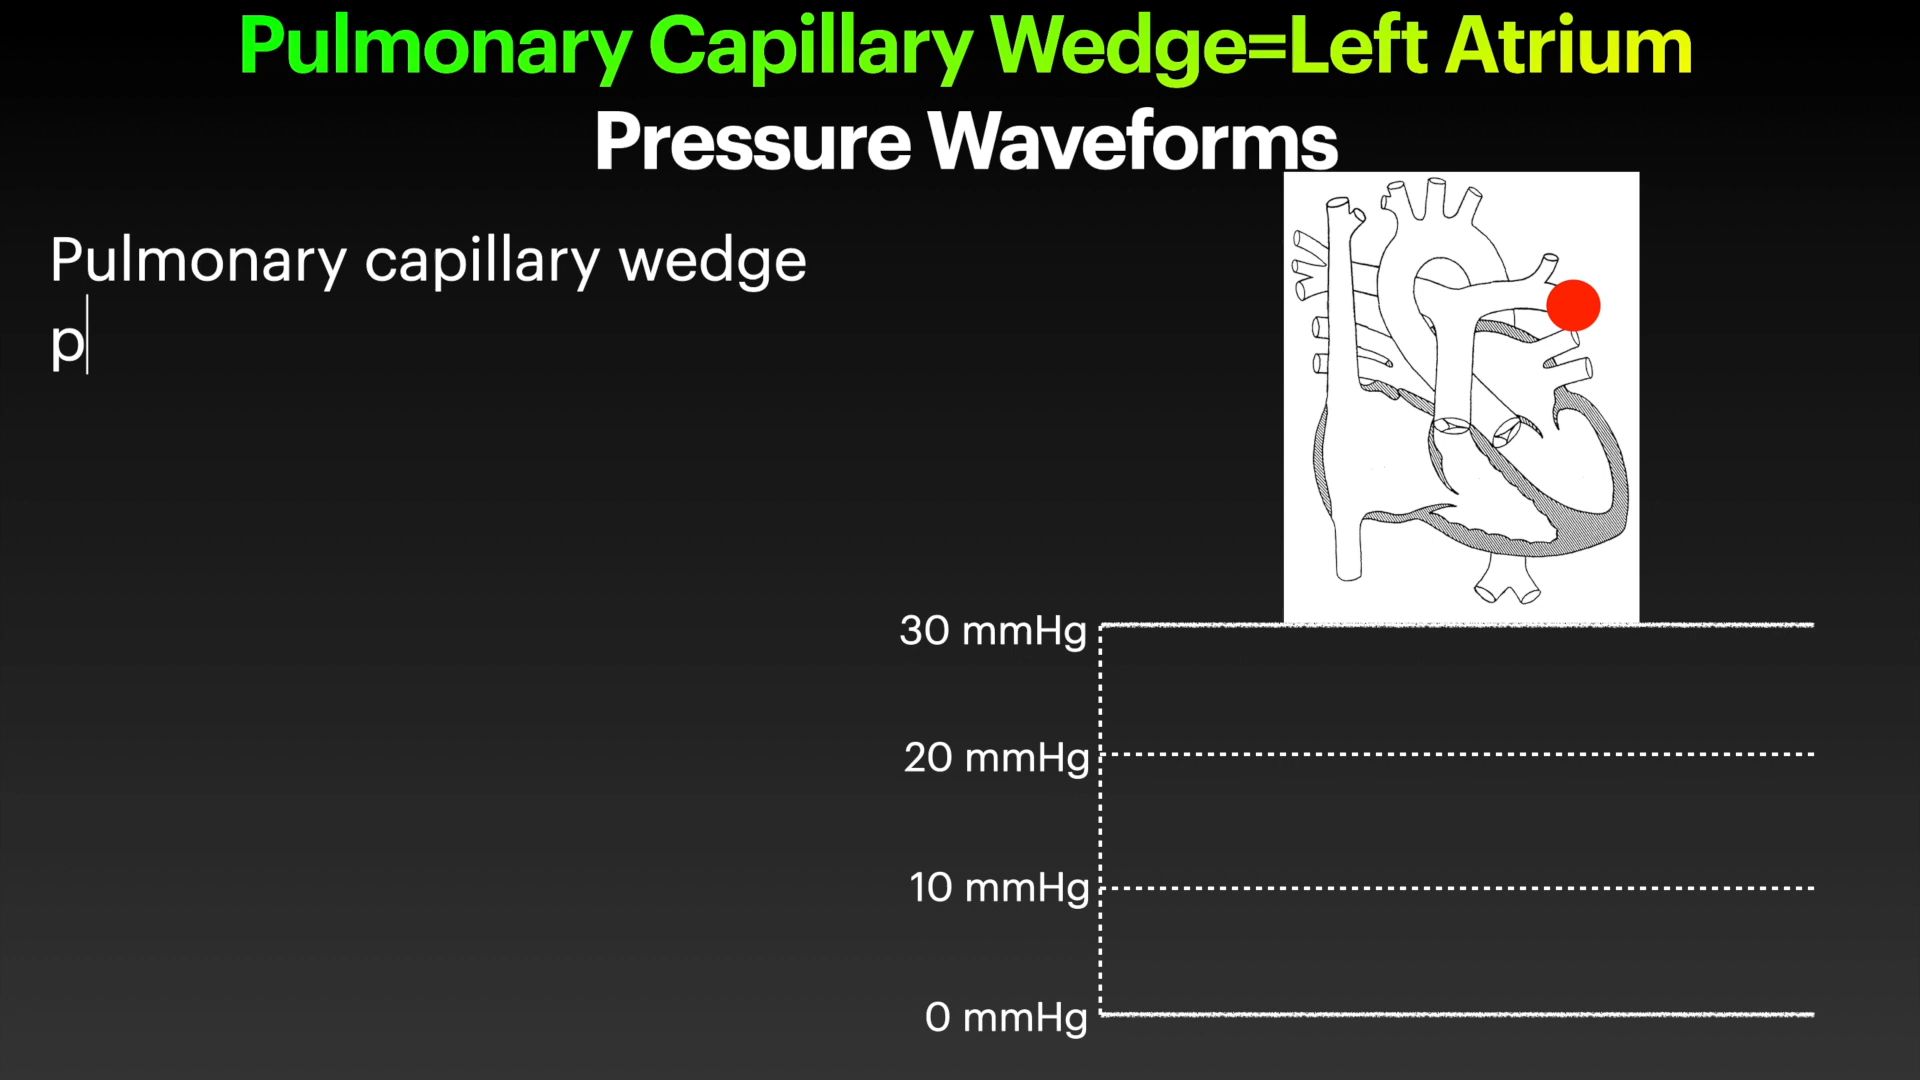 Pulmonary Capillary Wedge=Left Atrium
Pressure Waveforms
Pulmonary capillary wedge
p
30 mmHg
20 mmHg
10 mmHg
0 mmHg